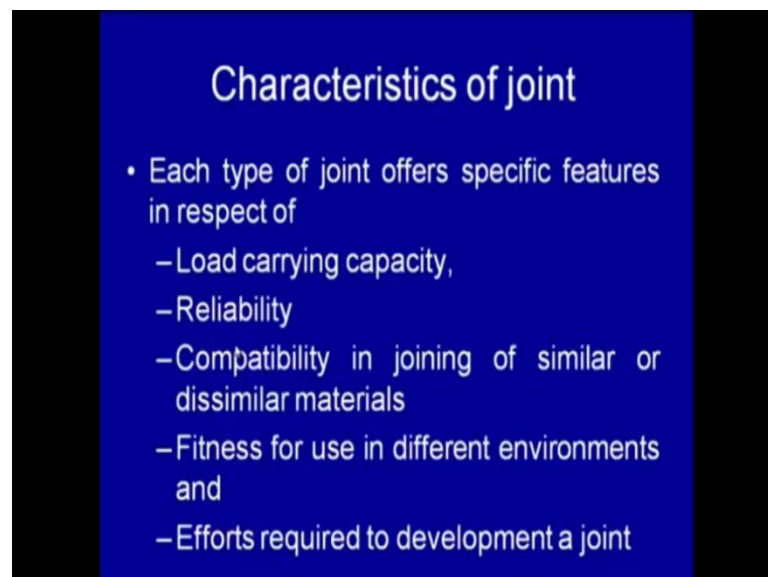 Characteristics of joint
• Each type of joint offers specific features
in respect of
–Load carrying capacity,
–Reliability
–Compatibility in joining of similar or
dissimilar materials
–Fitness for use in different environments
and
–Efforts required to development a joint